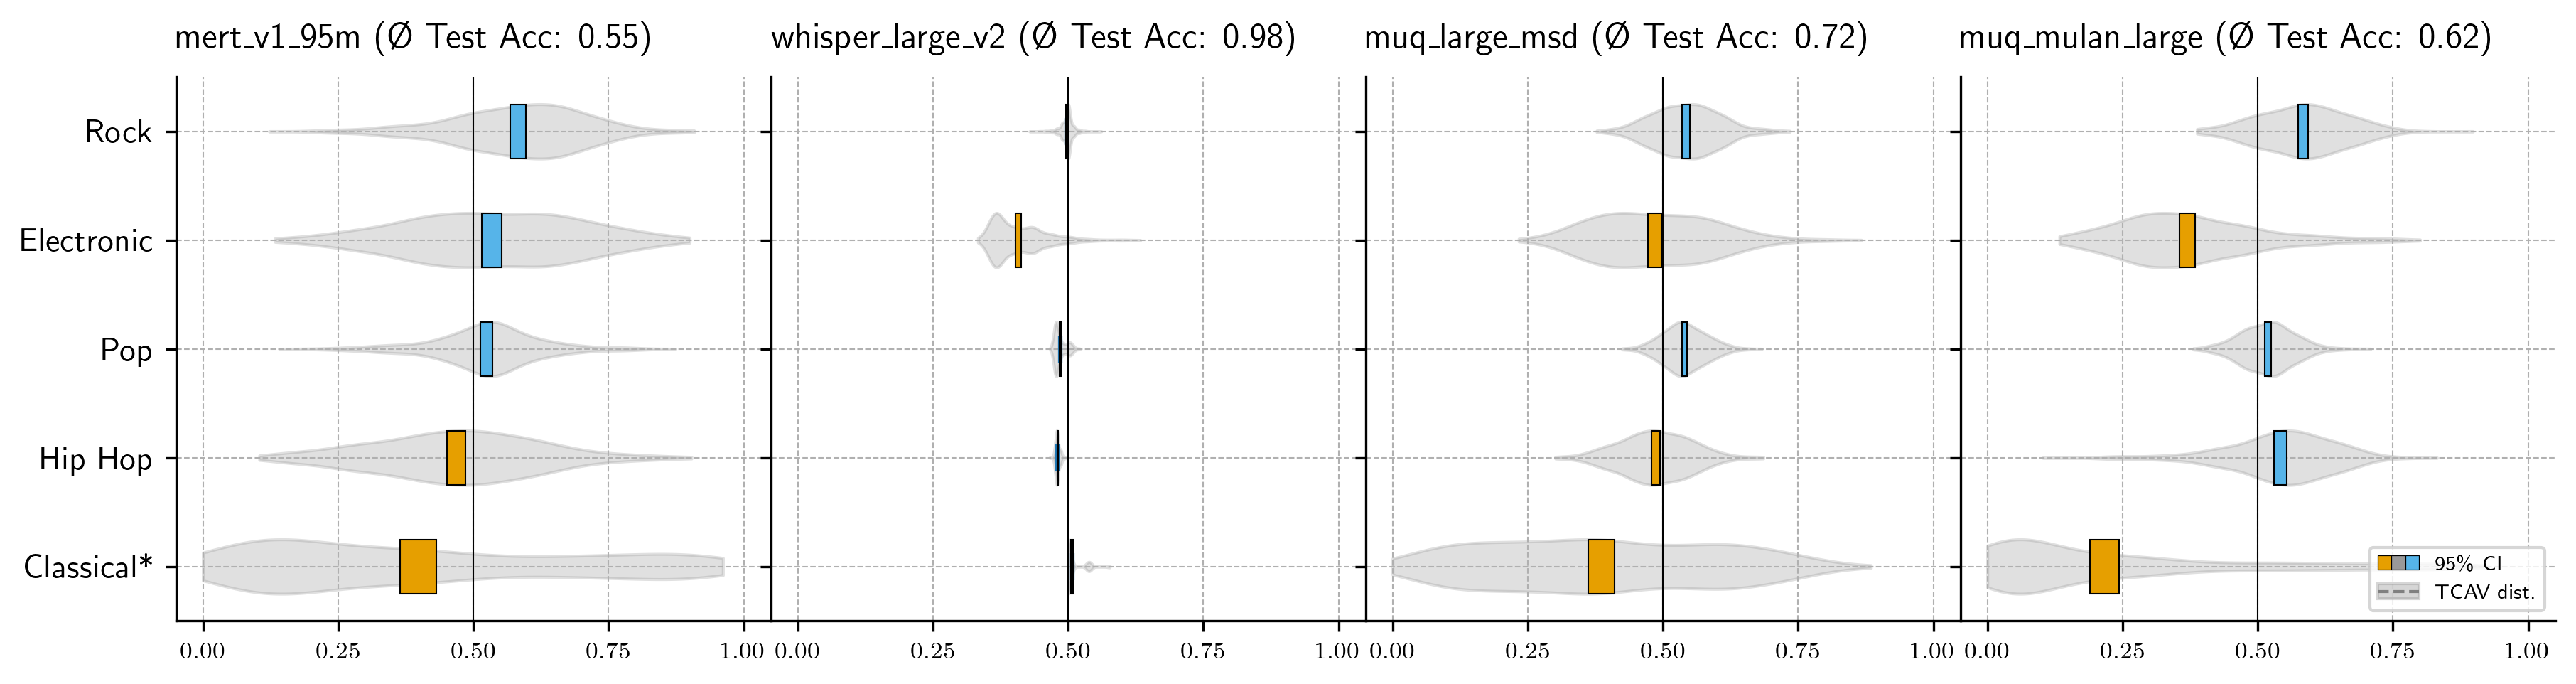 mert_v1_95m (Ø Test Acc: 0.55)
whisper_large_v2 (Ø Test Acc: 0.98)
muq_large_msd (Ø Test Acc: 0.72)
muq_mulan_large (Ø Test Acc: 0.62)
Rock
Electronic
Pop
Hip Hop
Classical*
95% CI
TCAV dist.
0.00 0.25 0.50 0.75 1.00
0.00 0.25 0.50 0.75 1.00
0.00 0.25 0.50 0.75 1.00
0.00 0.25 0.50 0.75 1.00